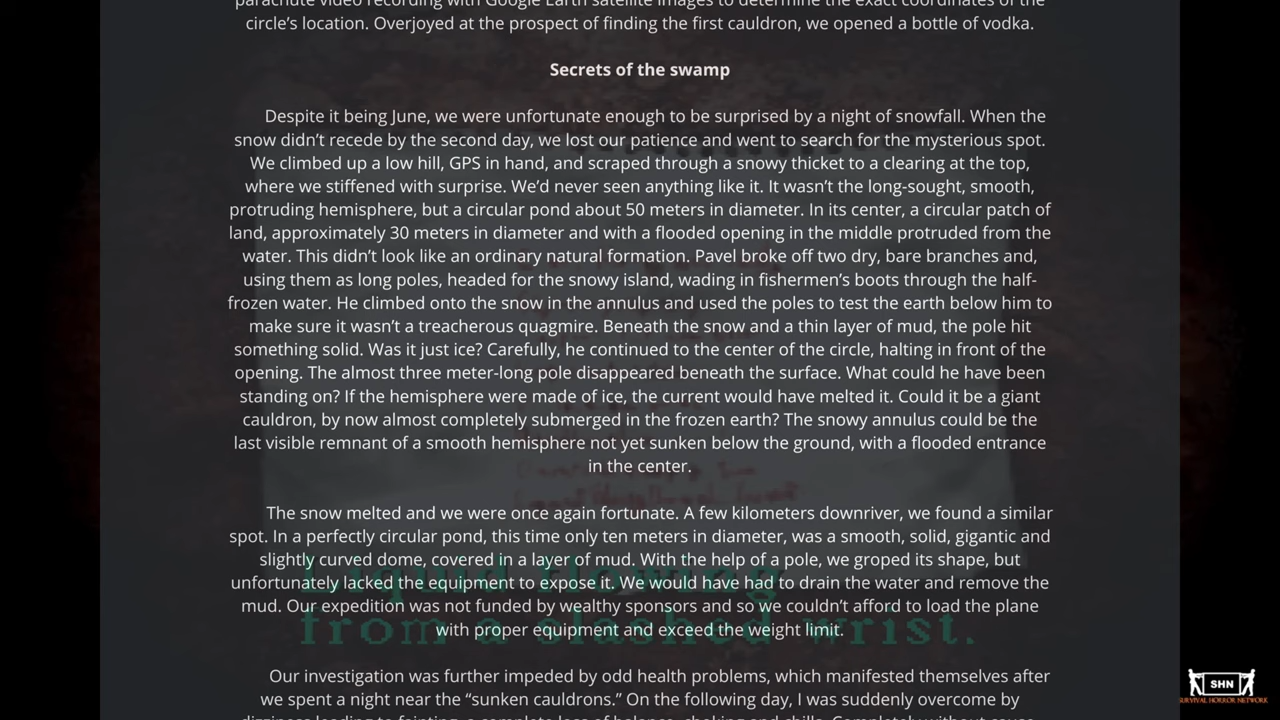 parachute video recording with Google Earth satellite images to determine the exact coordinates of the
circle's location. Overjoyed at the prospect of finding the first cauldron, we opened a bottle of vodka.
Secrets of the swamp
Despite it being June, we were unfortunate enough to be surprised by a night of snowfall. When the
snow didn't recede by the second day, we lost our patience and went to search for the mysterious spot.
We climbed up a low hill, GPS in hand, and scraped through a snowy thicket to a clearing at the top,
where we stiffened with surprise. We'd never seen anything like it. It wasn't the long-sought, smooth,
protruding hemisphere, but a circular pond about 50 meters in diameter. In its center, a circular patch of
land, approximately 30 meters in diameter and with a flooded opening in the middle protruded from the
water. This didn't look like an ordinary natural formation. Pavel broke off two dry, bare branches and,
using them as long poles, headed for the snowy island, wading in fishermen's boots through the half-
frozen water. He climbed onto the snow in the annulus and used the poles to test the earth below him to
make sure it wasn't a treacherous quagmire. Beneath the snow and a thin layer of mud, the pole hit
something solid. Was it just ice? Carefully, he continued to the center of the circle, halting in front of the
opening. The almost three meter-long pole disappeared beneath the surface. What could he have been
standing on? If the hemisphere were made of ice, the current would have melted it. Could it be a giant
cauldron, by now almost completely submerged in the frozen earth? The snowy annulus could be the
last visible remnant of a smooth hemisphere not yet sunken below the ground, with a flooded entrance
in the center.
The snow melted and we were once again fortunate. A few kilometers downriver, we found a similar
spot. In a perfectly circular pond, this time only ten meters in diameter, was a smooth, solid, gigantic and
slightly curved dome, covered in a layer of mud. With the help of a pole, we groped its shape, but
unfortunately lacked the equipment to expose it. We would have had to drain the water and remove the
mud. Our expedition was not funded by wealthy sponsors and so we couldn't afford to load the plane
with proper equipment and exceed the weight limit.
Liquid flowing
from a slashed wrist.
Our investigation was further impeded by odd health problems, which manifested themselves after
we spent a night near the "sunken cauldrons." On the following day, I was suddenly overcome by
dizziness leading to fainting, a complete loss of balance, choking and chills. Completely without cause
SHN
SURVIVAL HORROR NETWORK